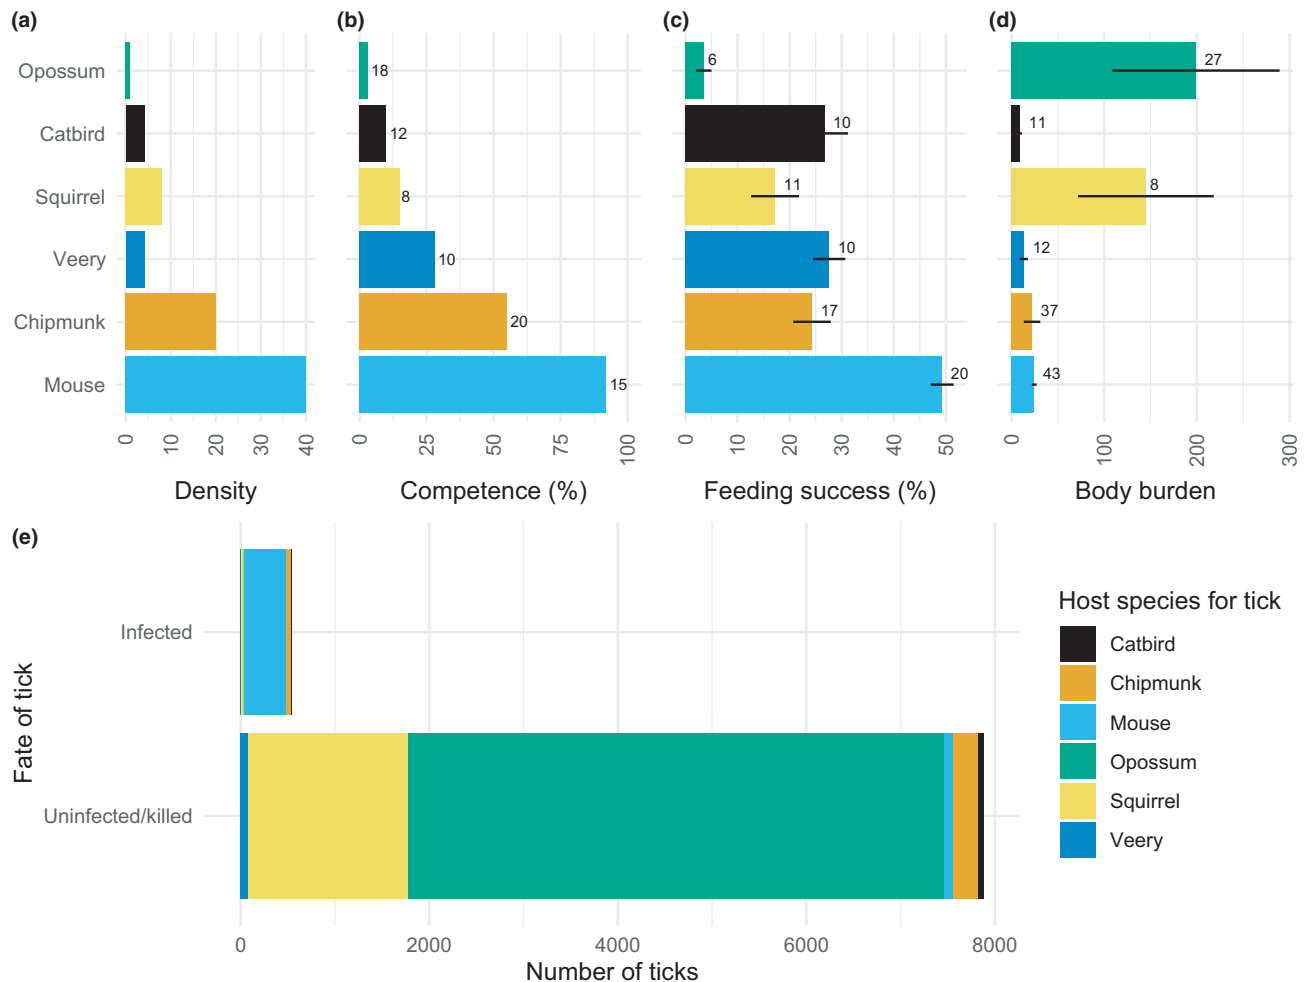 (a) (b) (c) (d)
Opossum 18 6 27
Catbird 12 10 11
Squirrel 8 11 8
Veery 10 10 12
Chipmunk 20 17 37
Mouse 15 20 43
0 10 20 30 40 0 25 50 75 100 0 10 20 30 40 50 0 100 200 300
Density Competence (%) Feeding success (%) Body burden
(e)
Fate of tick
Infected
Uninfected/killed
0 2000 4000 6000 8000
Number of ticks
Host species for tick
Catbird
Chipmunk
Mouse
Opossum
Squirrel
Veery